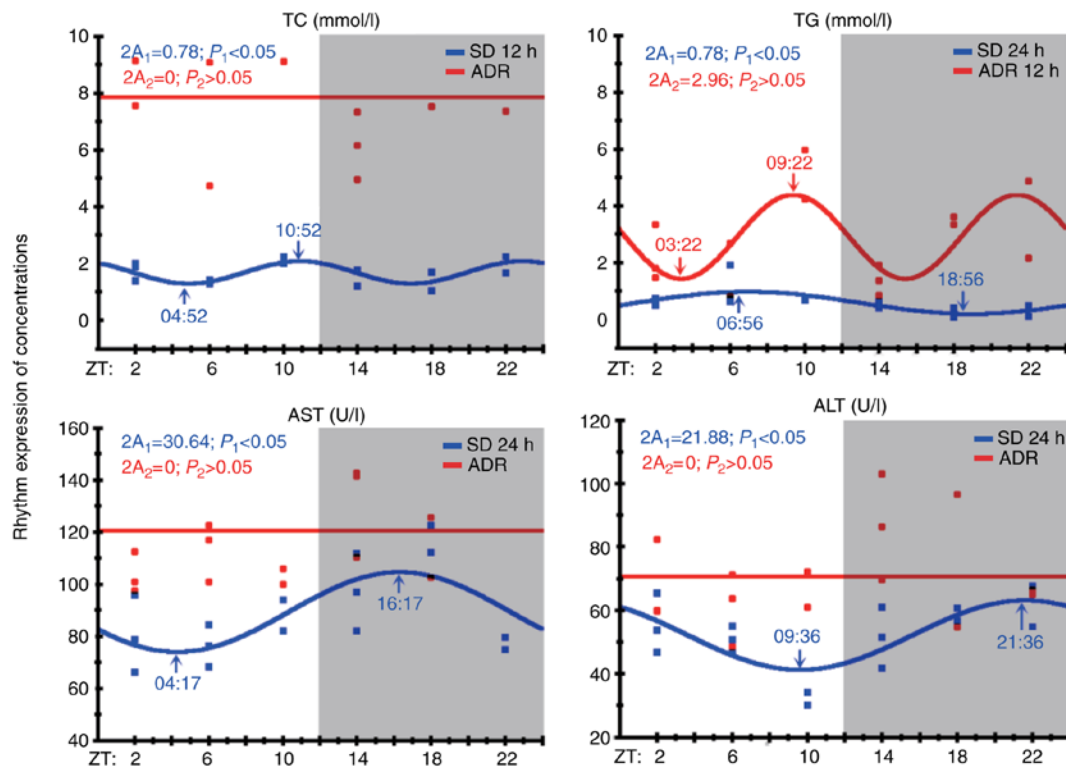 Rhythm expression of concentrations
TC (mmol/l)
2A₁=0.78; P₁<0.05
2A₂=0; P₂>0.05
SD 12 h
ADR
10
8
6
4
2
0
10:52
04:52
ZT: 2 6 10 14 18 22
TG (mmol/l)
2A₁=0.78; P₁<0.05
2A₂=2.96; P₂>0.05
SD 24 h
ADR 12 h
10
8
6
4
2
0
09:22
03:22
18:56
06:56
ZT: 2 6 10 14 18 22
AST (U/l)
2A₁=30.64; P₁<0.05
2A₂=0; P₂>0.05
SD 24 h
ADR
160
140
120
100
80
60
40
16:17
04:17
ZT: 2 6 10 14 18 22
ALT (U/l)
2A₁=21.88; P₁<0.05
2A₂=0; P₂>0.05
SD 24 h
ADR
120
100
80
60
40
20
09:36
21:36
ZT: 2 6 10 14 18 22